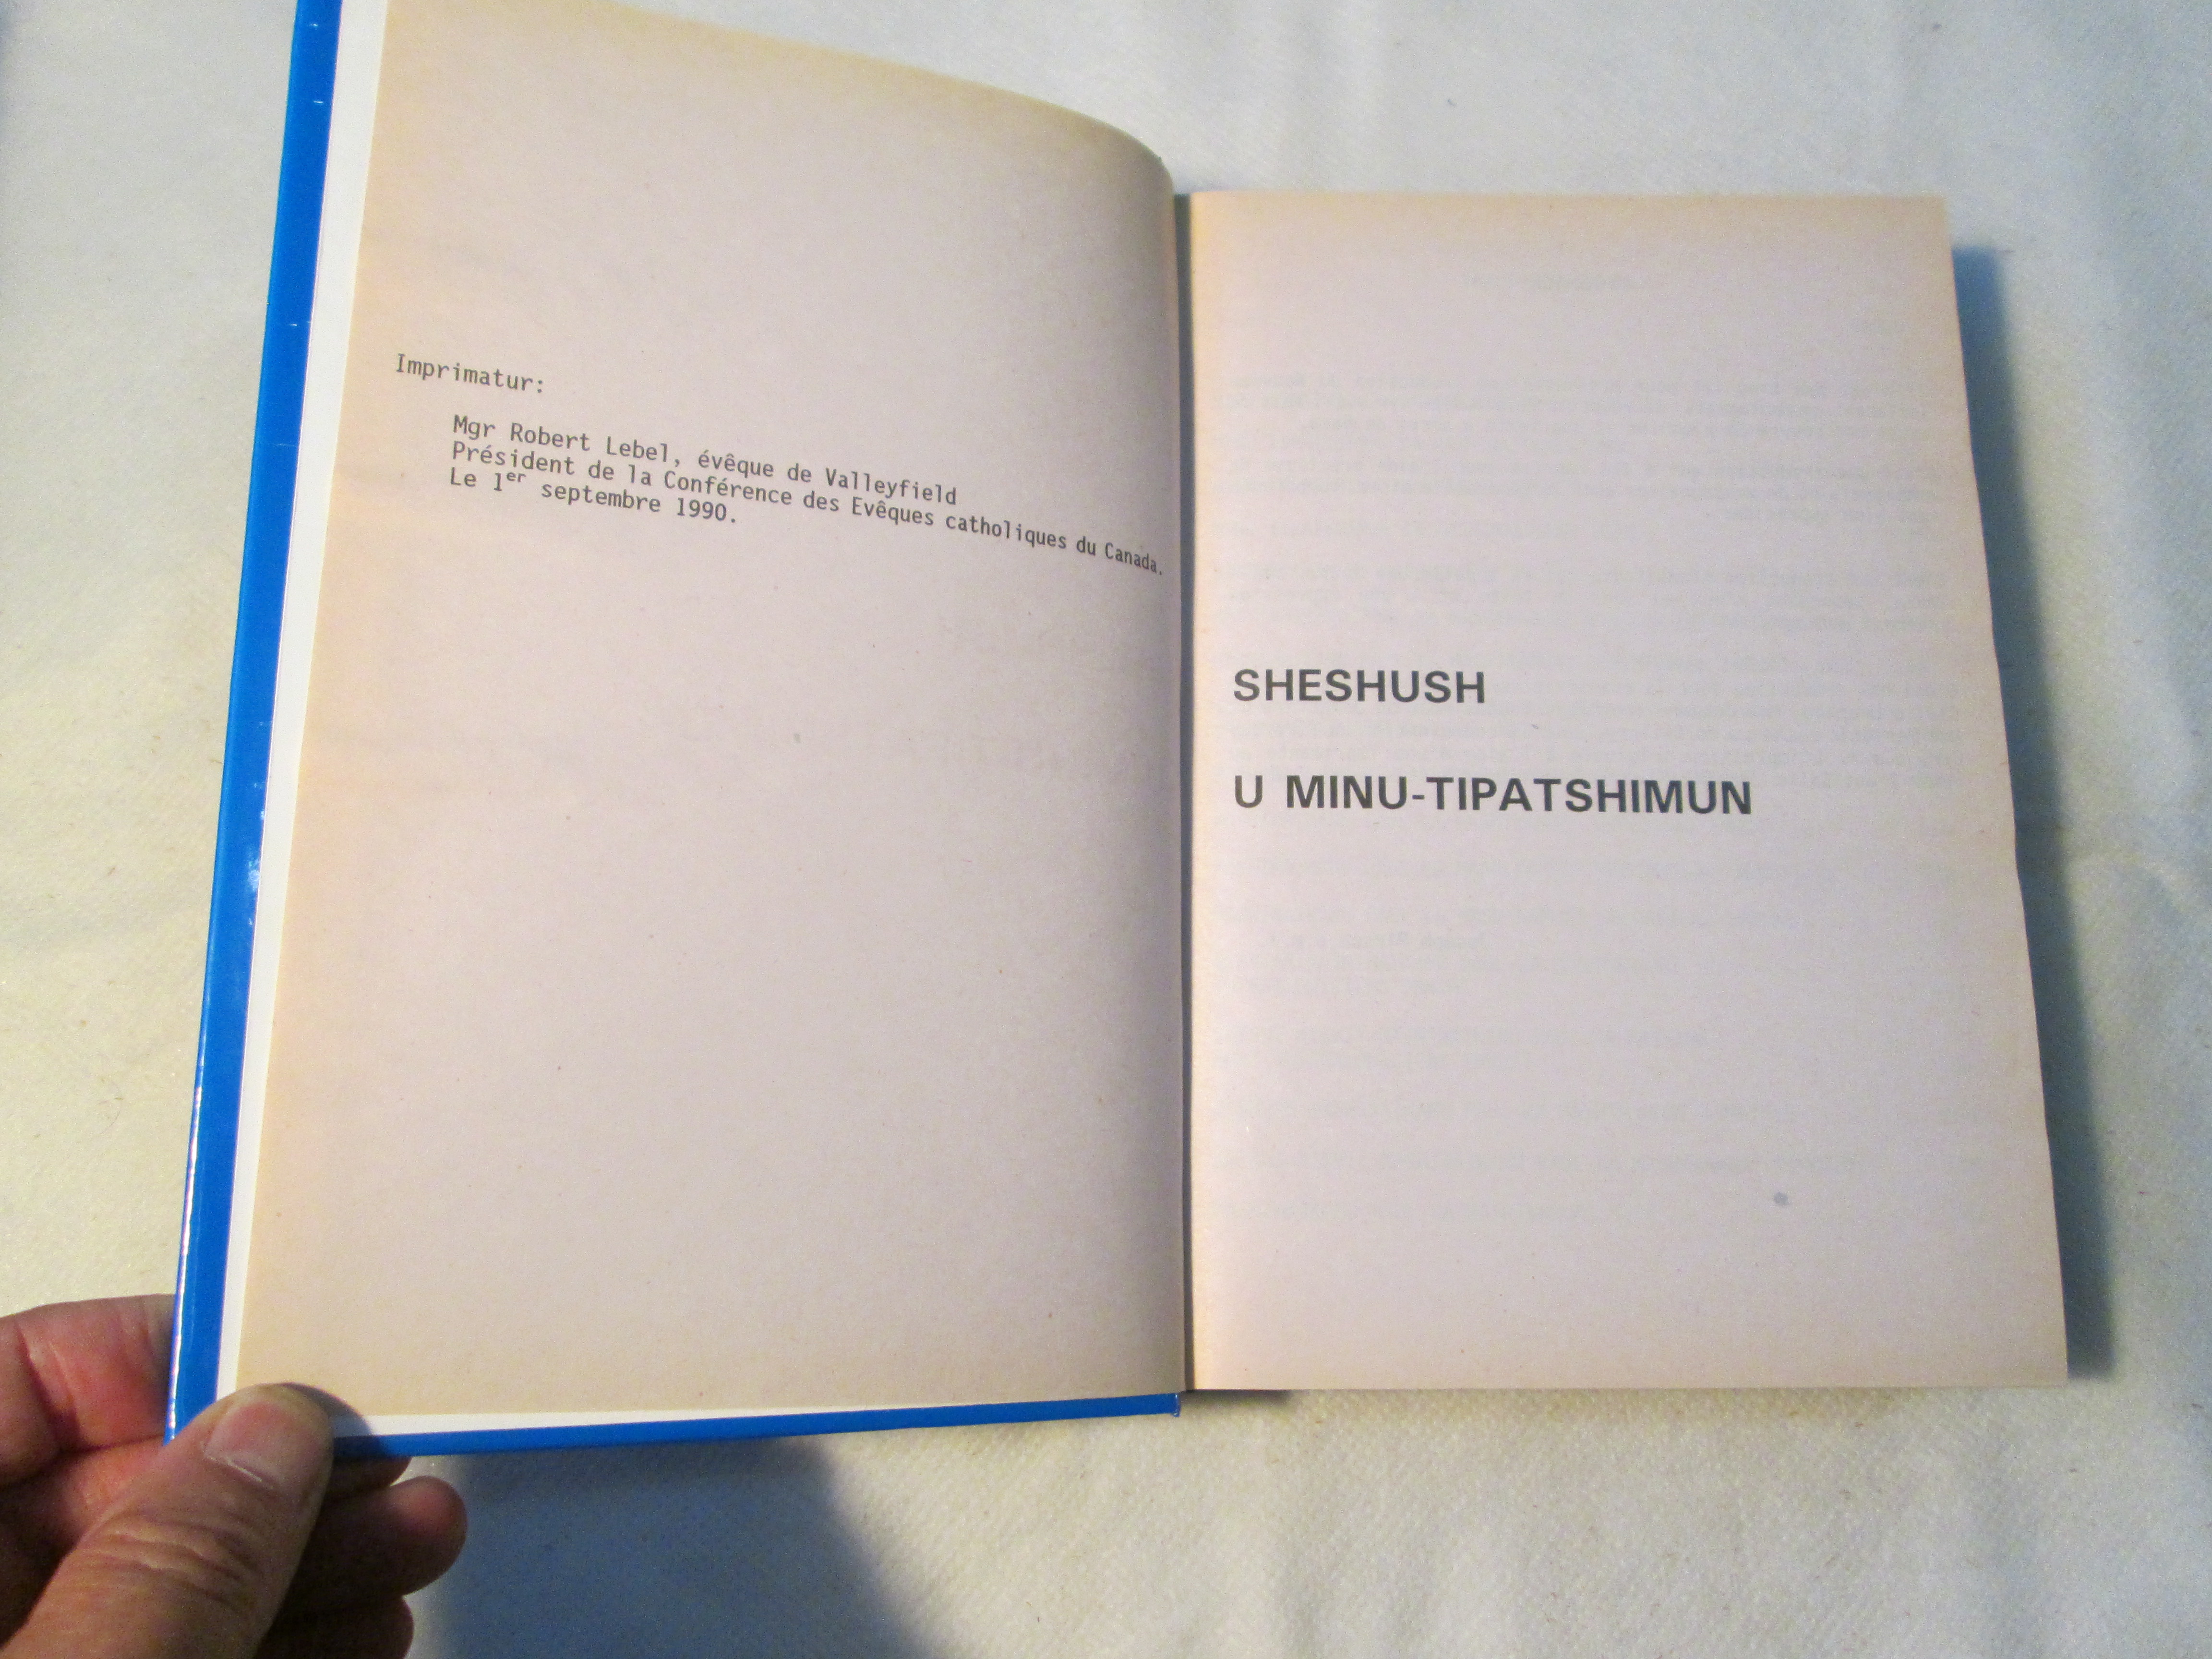 Imprimatur:
Mgr Robert Lebel, évêque de Valleyfield
Président de la Conférence des Evêques catholiques du Canada.
Le 1er septembre 1990.
SHESHUSH
U MINU-TIPATSHIMUN